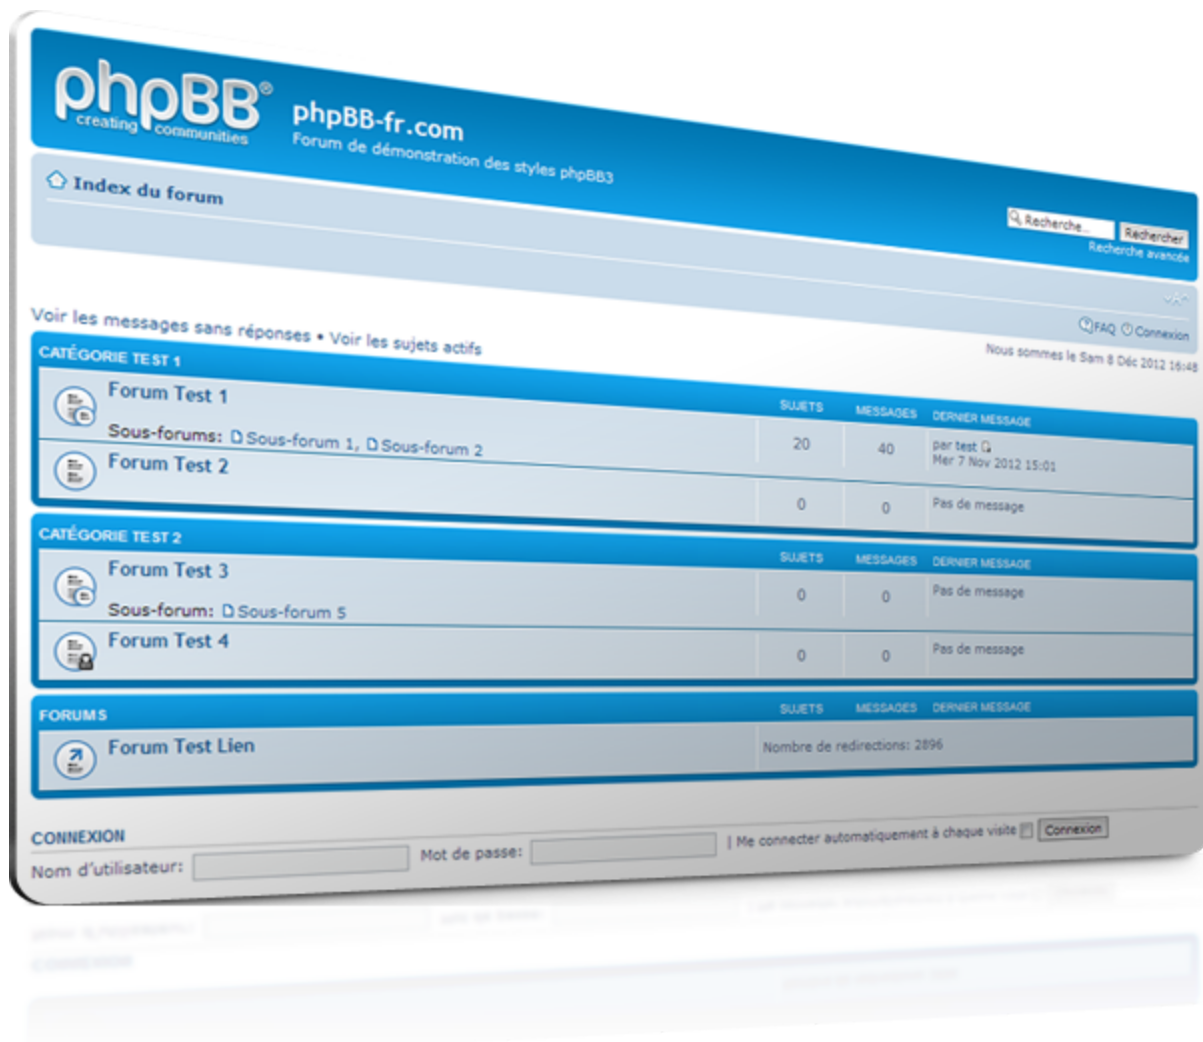 phpBB®
creating communities
phpBB-fr.com
Forum de démonstration des styles phpBB3
Recherche... Rechercher
Recherche avancée
Index du forum
FAQ Connexion
Nous sommes le Sam 8 Déc 2012 16:48
Voir les messages sans réponses • Voir les sujets actifs
CATÉGORIE TEST 1 SUJETS MESSAGES DERNIER MESSAGE
Forum Test 1
Sous-forums: Sous-forum 1, Sous-forum 2
20 40 par test
Mer 7 Nov 2012 15:01
Forum Test 2
0 0 Pas de message
CATÉGORIE TEST 2 SUJETS MESSAGES DERNIER MESSAGE
Forum Test 3
Sous-forum: Sous-forum 5
0 0 Pas de message
Forum Test 4
0 0 Pas de message
FORUMS SUJETS MESSAGES DERNIER MESSAGE
Forum Test Lien Nombre de redirections: 2896
CONNEXION
Nom d'utilisateur: Mot de passe: | Me connecter automatiquement à chaque visite Connexion